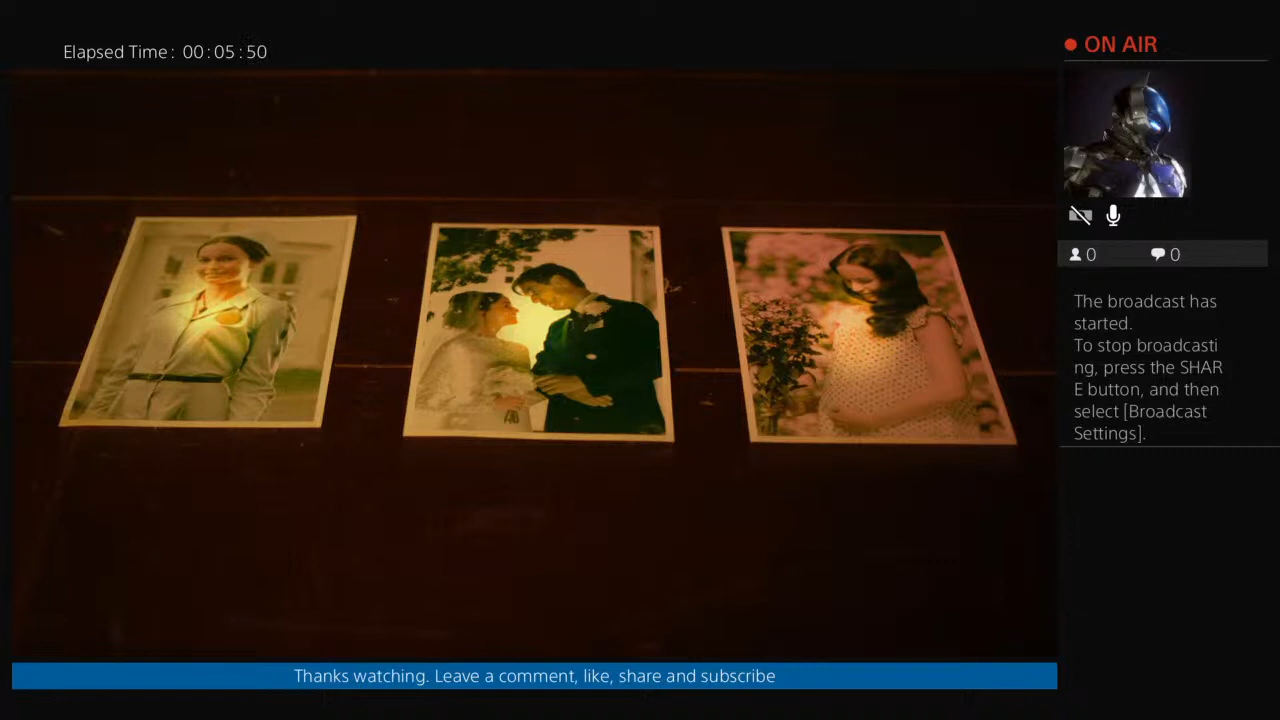 Elapsed Time: 00:05:50
ON AIR
0 0
The broadcast has
started.
To stop broadcasti
ng, press the SHAR
E button, and then
select [Broadcast
Settings].
Thanks watching. Leave a comment, like, share and subscribe